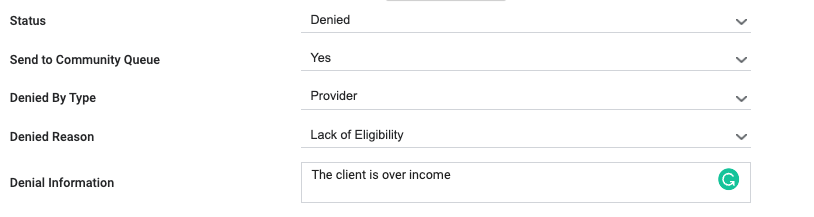 Status Denied
Send to Community Queue Yes
Denied By Type Provider
Denied Reason Lack of Eligibility
Denial Information The client is over income